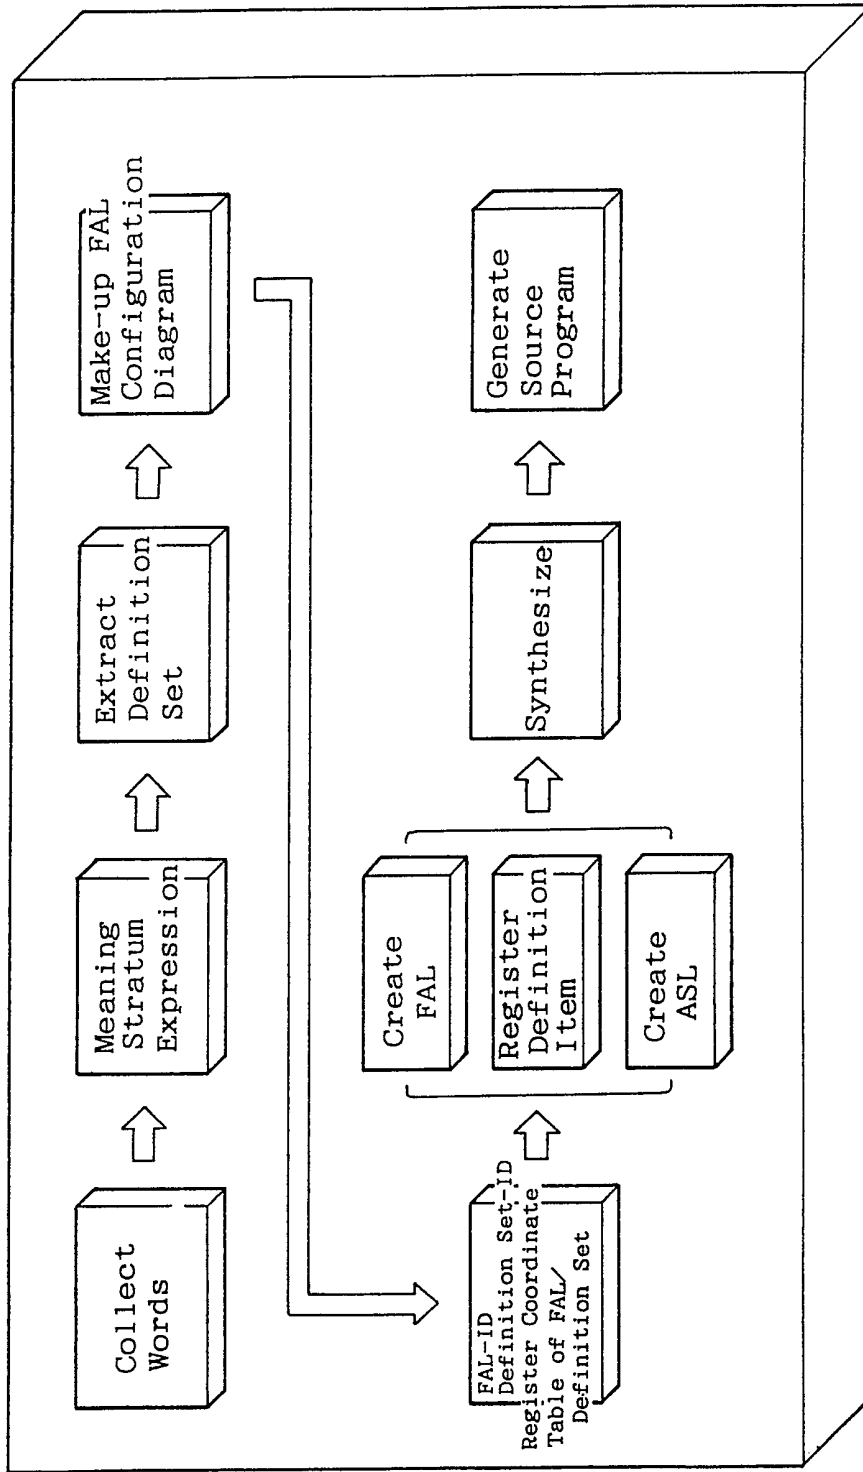 Collect
Words
Meaning
Stratum
Expression
Extract
Definition
Set
Make-up FAL
Configuration
Diagram
FAL-ID
Definition Set-ID
Register Coordinate
Table of FAL/
Definition Set
Create
FAL
Register
Definition
Item
Create
ASL
Synthesize
Generate
Source
Program